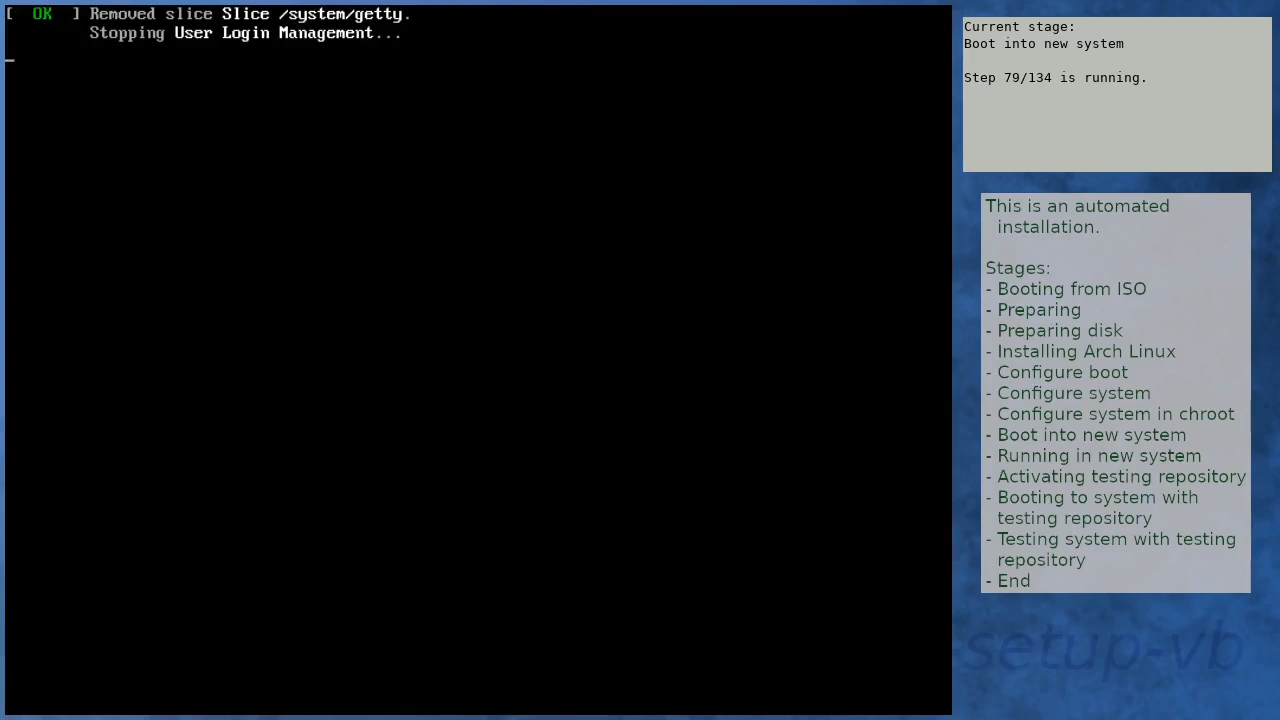 [  OK  ] Removed slice Slice /system/getty.
Stopping User Login Management...
Current stage:
Boot into new system
Step 79/134 is running.
This is an automated
installation.
Stages:
- Booting from ISO
- Preparing
- Preparing disk
- Installing Arch Linux
- Configure boot
- Configure system
- Configure system in chroot
- Boot into new system
- Running in new system
- Activating testing repository
- Booting to system with
testing repository
- Testing system with testing
repository
- End
-setup-vb